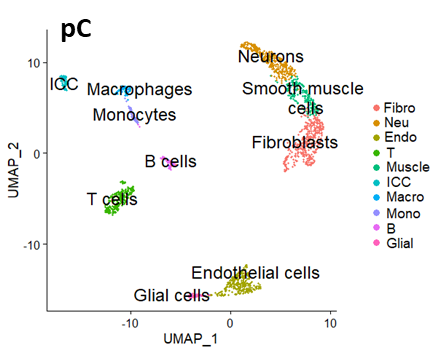 pC
Neurons
ICC
Macrophages
Smooth muscle
cells
Monocytes
Fibroblasts
B cells
T cells
Endothelial cells
Glial cells
Fibro
Neu
Endo
T
Muscle
ICC
Macro
Mono
B
Glial
UMAP_2
10
0
-10
-10
0
10
UMAP_1